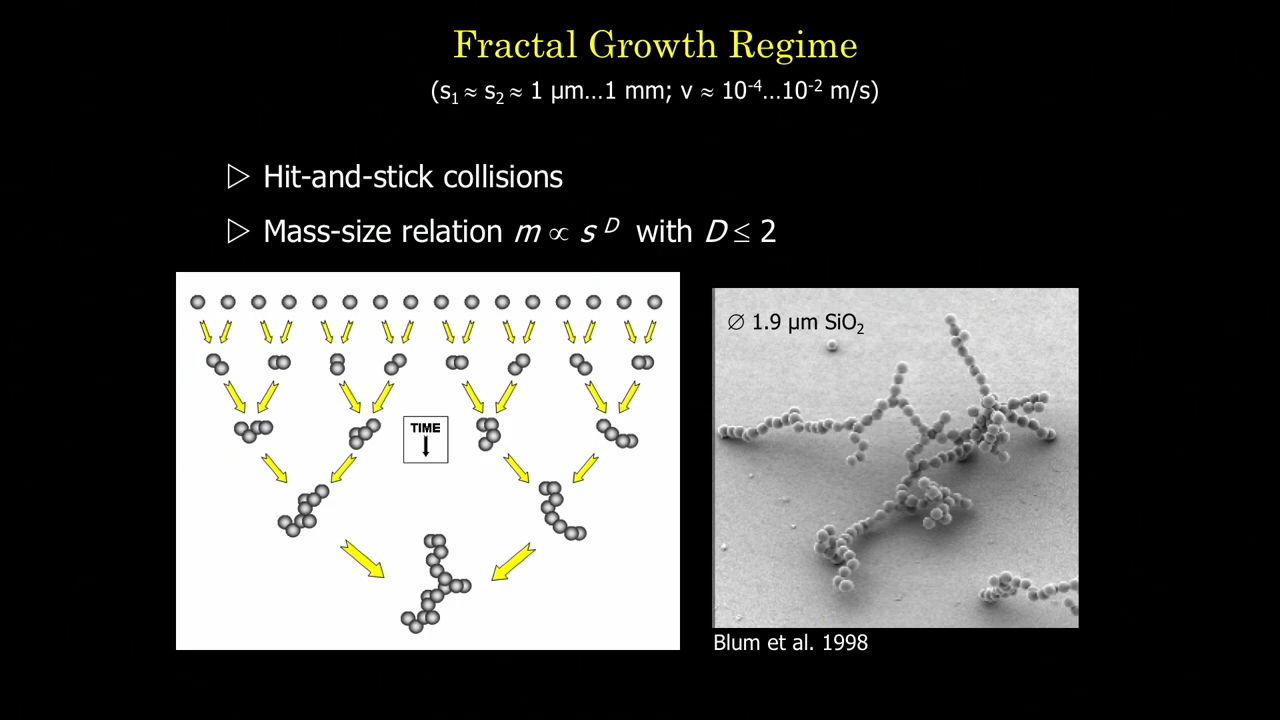 Fractal Growth Regime
(s₁ ≈ s₂ ≈ 1 µm…1 mm; v ≈ 10⁻⁴…10⁻² m/s)
▷ Hit-and-stick collisions
▷ Mass-size relation m ∝ s ᴰ with D ≤ 2
∅ 1.9 µm SiO₂
TIME
Blum et al. 1998